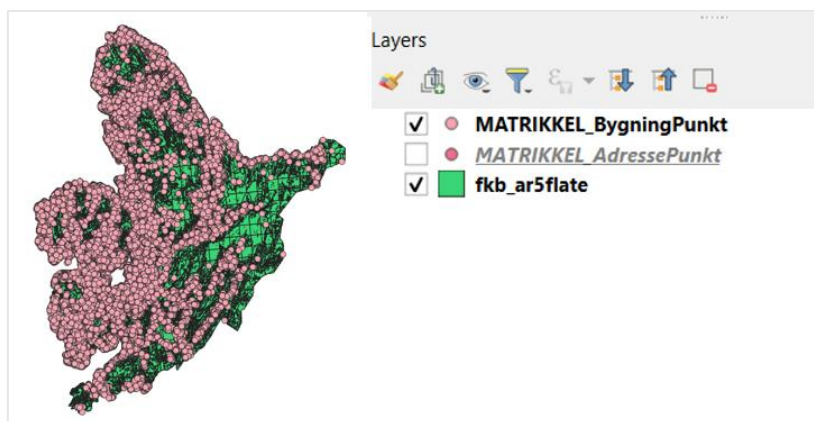 Layers
MATRIKKEL_BygningPunkt
MATRIKKEL_AdressePunkt
fkb_ar5flate